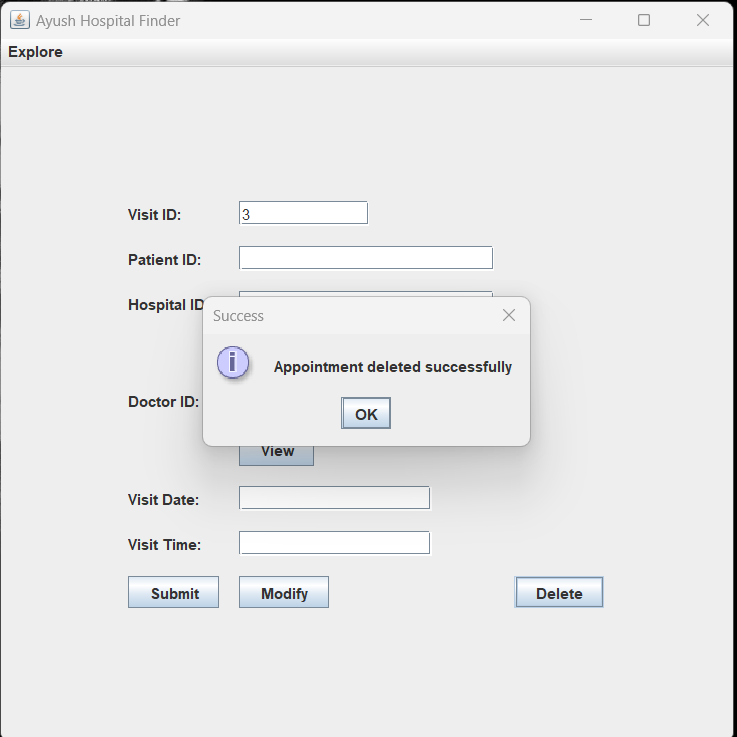 Ayush Hospital Finder
Explore
Visit ID:
3
Patient ID:
Hospital ID
Success
i
Appointment deleted successfully
OK
Doctor ID:
View
Visit Date:
Visit Time:
Submit
Modify
Delete